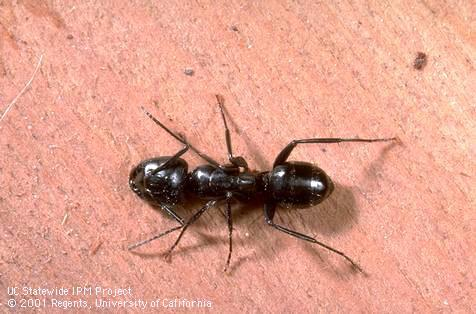 UC Statewide IPM Project
© 2001 Regents, University of California